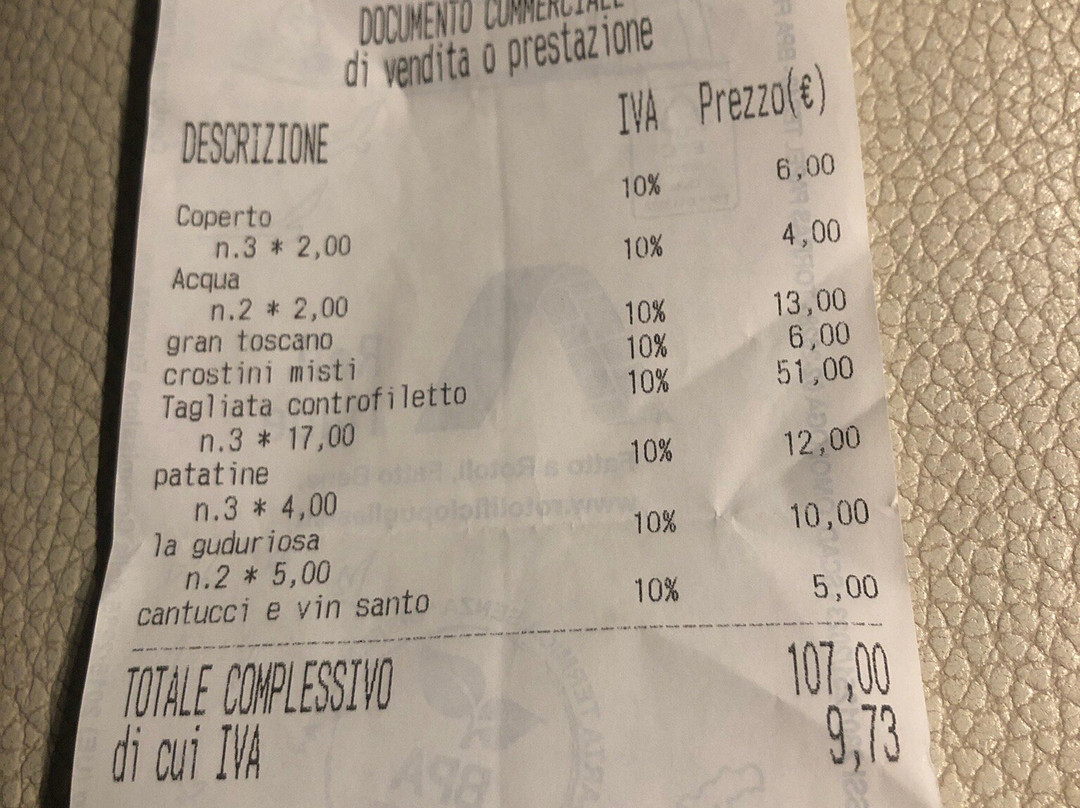 DOCUMENTO COMMERCIALE
di vendita o prestazione
DESCRIZIONE IVA Prezzo(€)
10% 6,00
Coperto
n.3 * 2,00 10% 4,00
Acqua
n.2 * 2,00 10% 13,00
gran toscano 10% 6,00
crostini misti 10% 51,00
Tagliata controfiletto
n.3 * 17,00 10% 12,00
patatine
n.3 * 4,00 10% 10,00
la guduriosa
n.2 * 5,00 10% 5,00
cantucci e vin santo
TOTALE COMPLESSIVO 107,00
di cui IVA 9,73